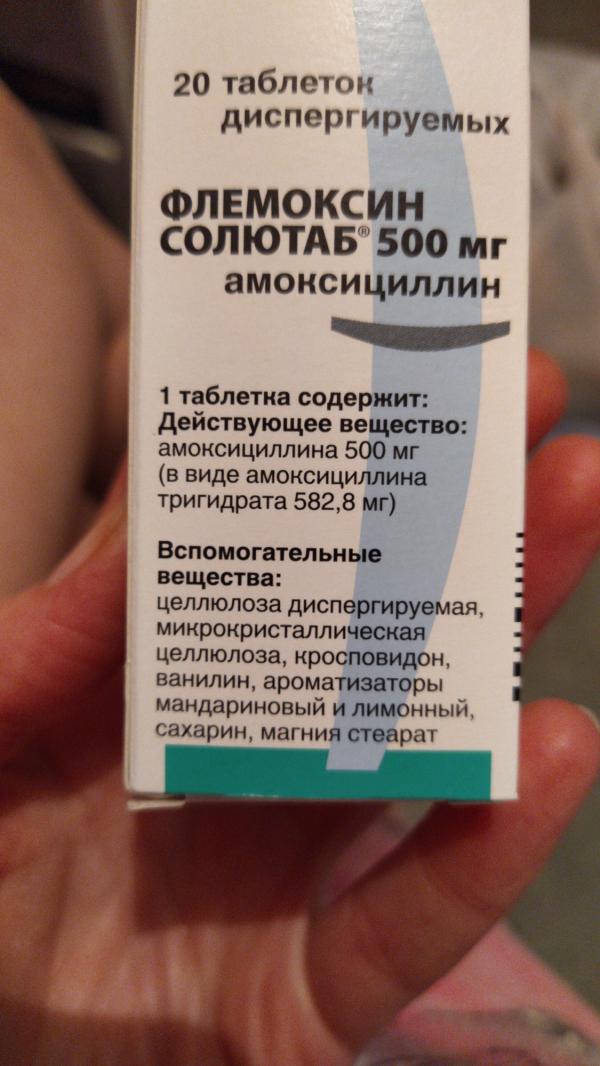 20 таблеток
диспергируемых
ФЛЕМОКСИН
СОЛЮТАБ® 500 мг
амоксициллин
1 таблетка содержит:
Действующее вещество:
амоксициллина 500 мг
(в виде амоксициллина
тригидрата 582,8 мг)
Вспомогательные
вещества:
целлюлоза диспергируемая,
микрокристаллическая
целлюлоза, кросповидон,
ванилин, ароматизаторы
мандариновый и лимонный,
сахарин, магния стеарат